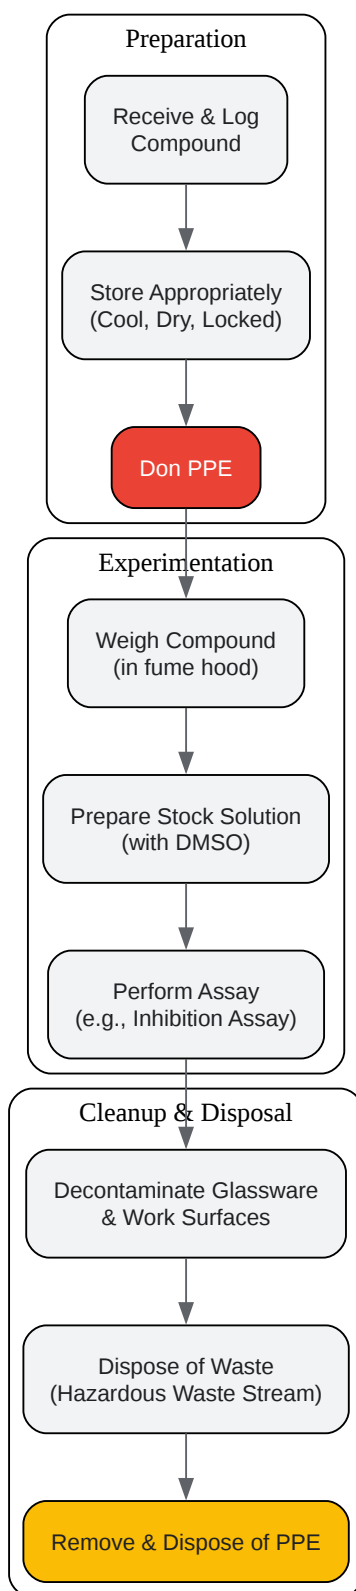 Preparation
Receive & Log
Compound
Store Appropriately
(Cool, Dry, Locked)
Don PPE
Experimentation
Weigh Compound
(in fume hood)
Prepare Stock Solution
(with DMSO)
Perform Assay
(e.g., Inhibition Assay)
Cleanup & Disposal
Decontaminate Glassware
& Work Surfaces
Dispose of Waste
(Hazardous Waste Stream)
Remove & Dispose of PPE